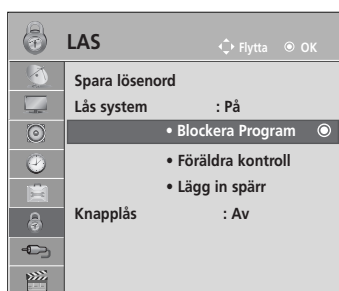 LAS
Flytta OK
Spara lösenord
Lås system : På
• Blockera Program
• Föräldra kontroll
• Lägg in spärr
Knapplås : Av